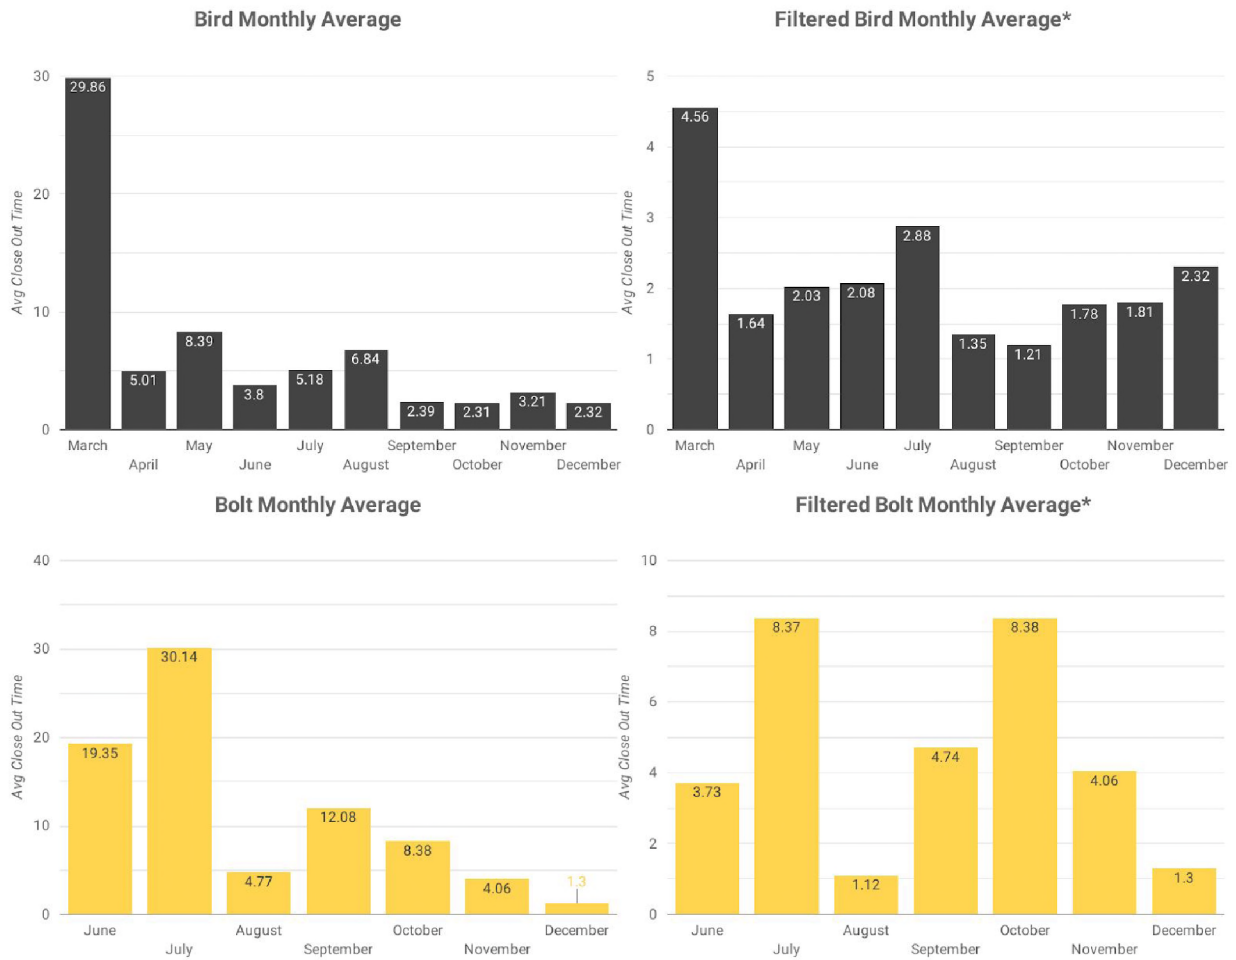 Bird Monthly Average
Avg Close Out Time
30
20
10
0
29.86
5.01
8.39
3.8
5.18
6.84
2.39
2.31
3.21
2.32
March
April
May
June
July
August
September
October
November
December
Filtered Bird Monthly Average*
Avg Close Out Time
5
4
3
2
1
0
4.56
1.64
2.03
2.08
2.88
1.35
1.21
1.78
1.81
2.32
March
April
May
June
July
August
September
October
November
December
Bolt Monthly Average
Avg Close Out Time
40
30
20
10
0
19.35
30.14
4.77
12.08
8.38
4.06
1.3
June
July
August
September
October
November
December
Filtered Bolt Monthly Average*
Avg Close Out Time
10
8
6
4
2
0
3.73
8.37
1.12
4.74
8.38
4.06
1.3
June
July
August
September
October
November
December